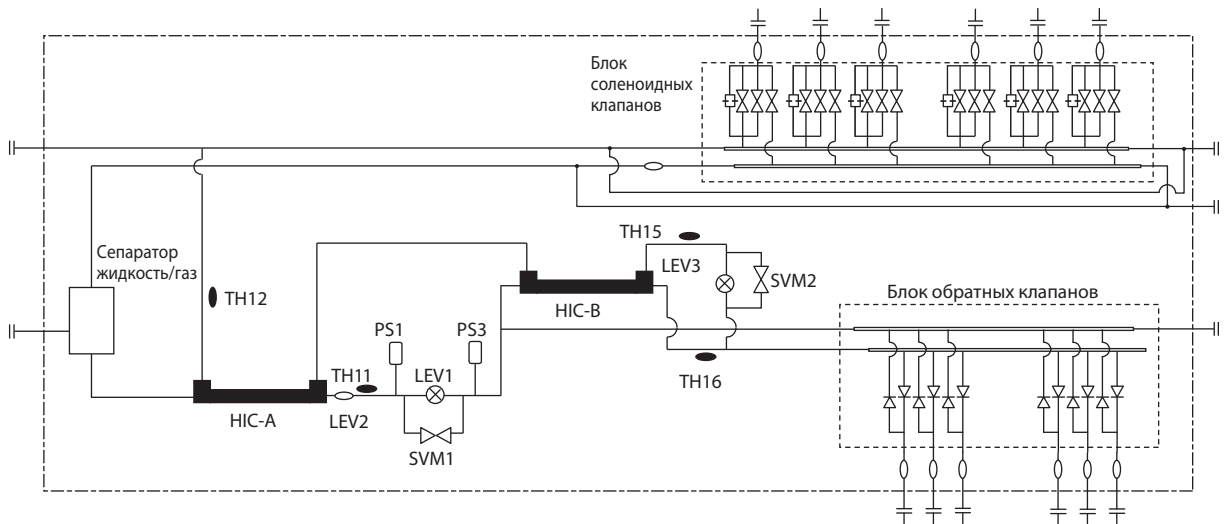 Блок
соленоидных
клапанов
Сепаратор
жидкость/газ
TH12
HIC-A
TH11
LEV2
PS1
LEV1
SVM1
PS3
HIC-B
TH15
LEV3
SVM2
TH16
Блок обратных клапанов